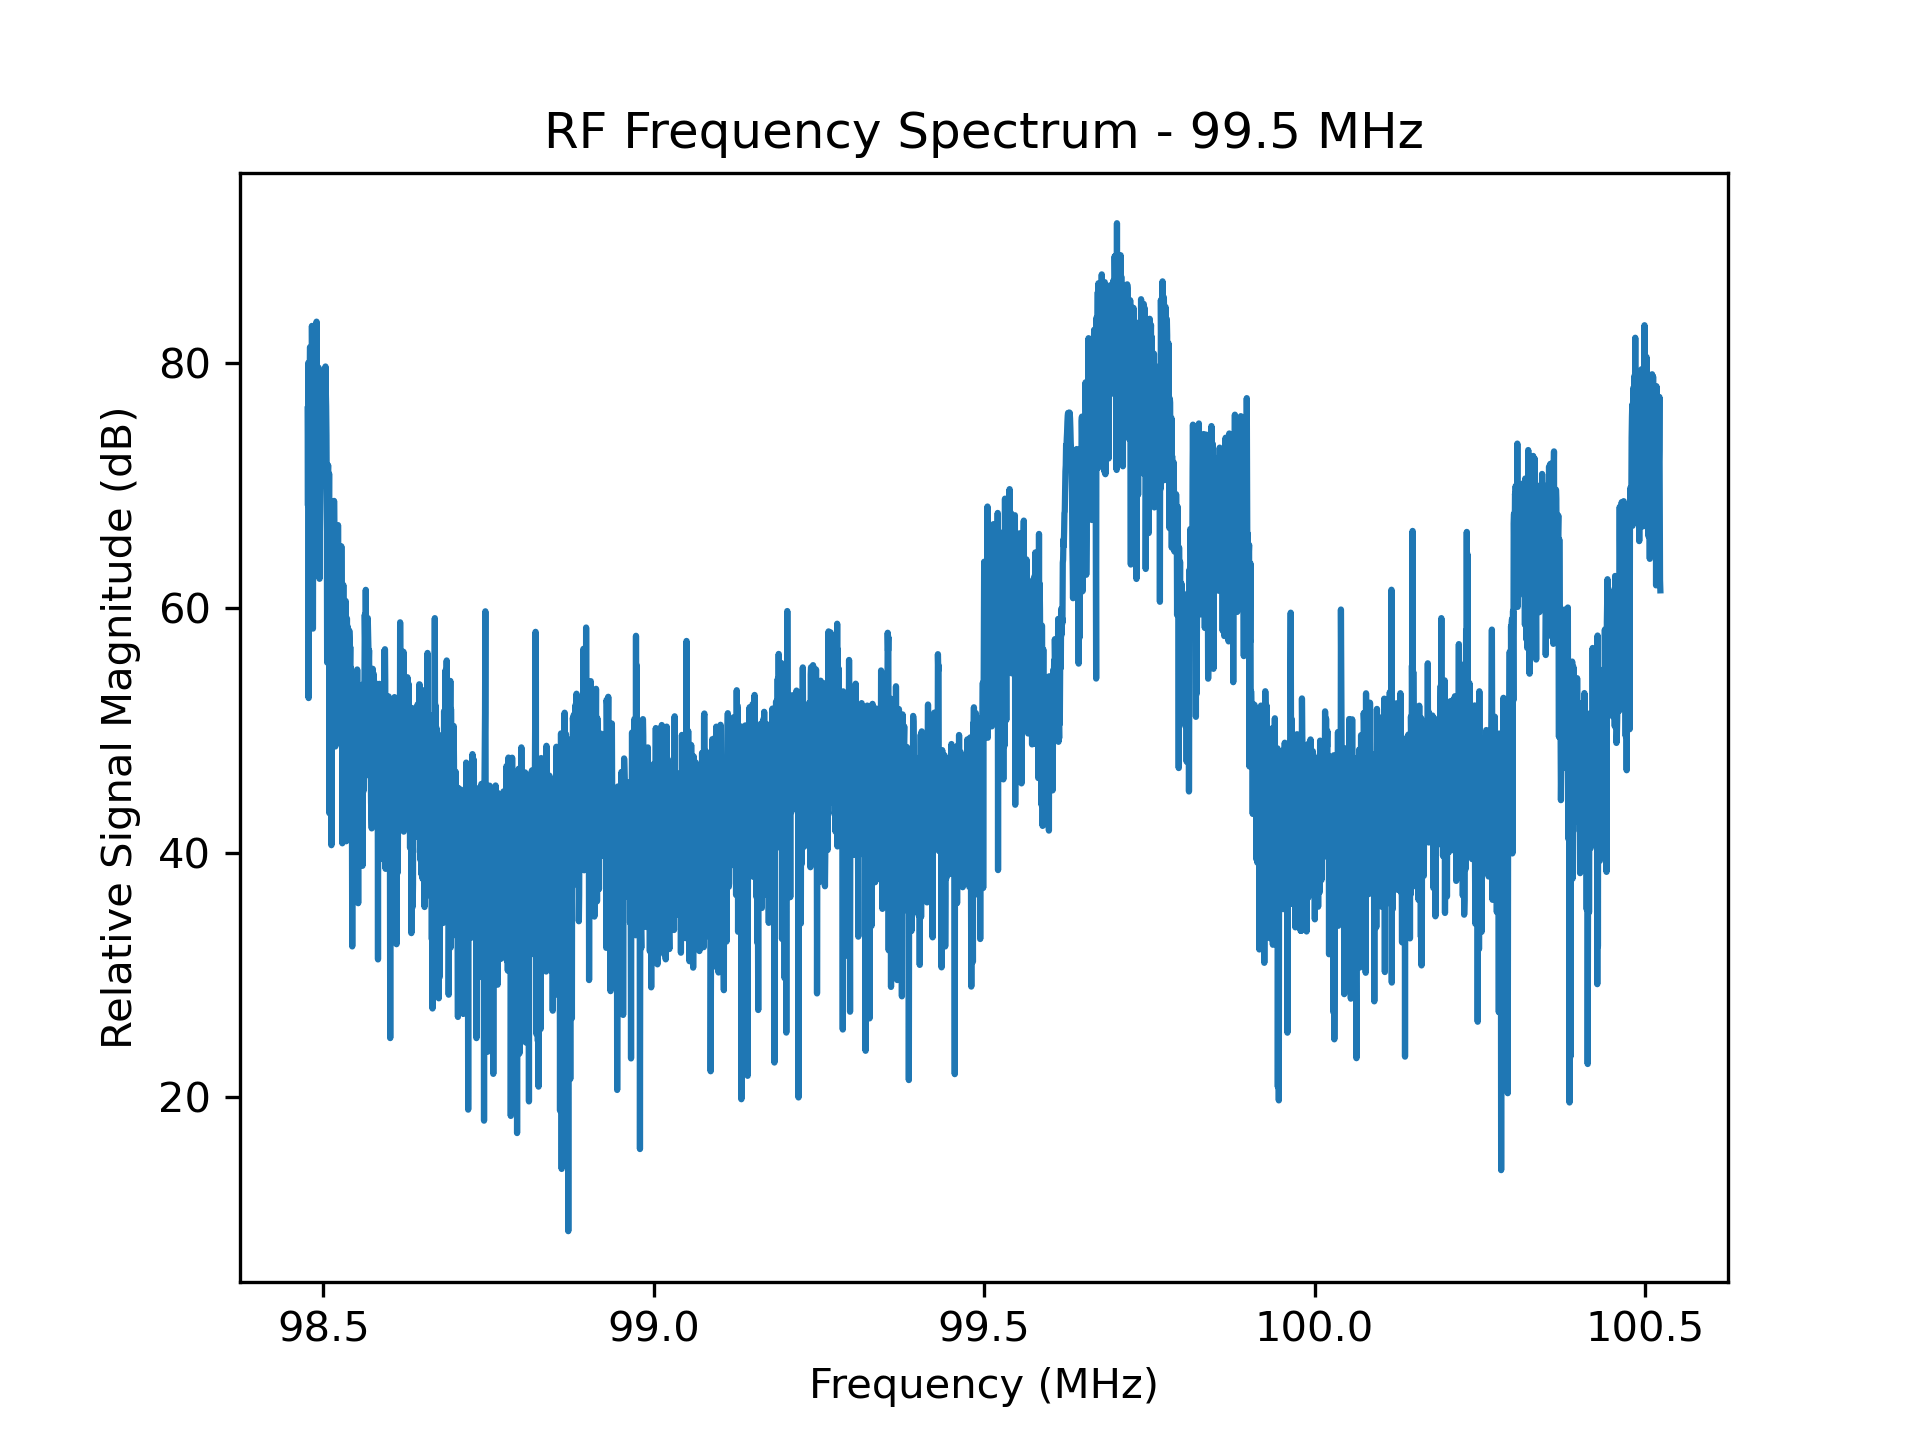 RF Frequency Spectrum - 99.5 MHz
Relative Signal Magnitude (dB)
80
60
40
20
98.5 99.0 99.5 100.0 100.5
Frequency (MHz)